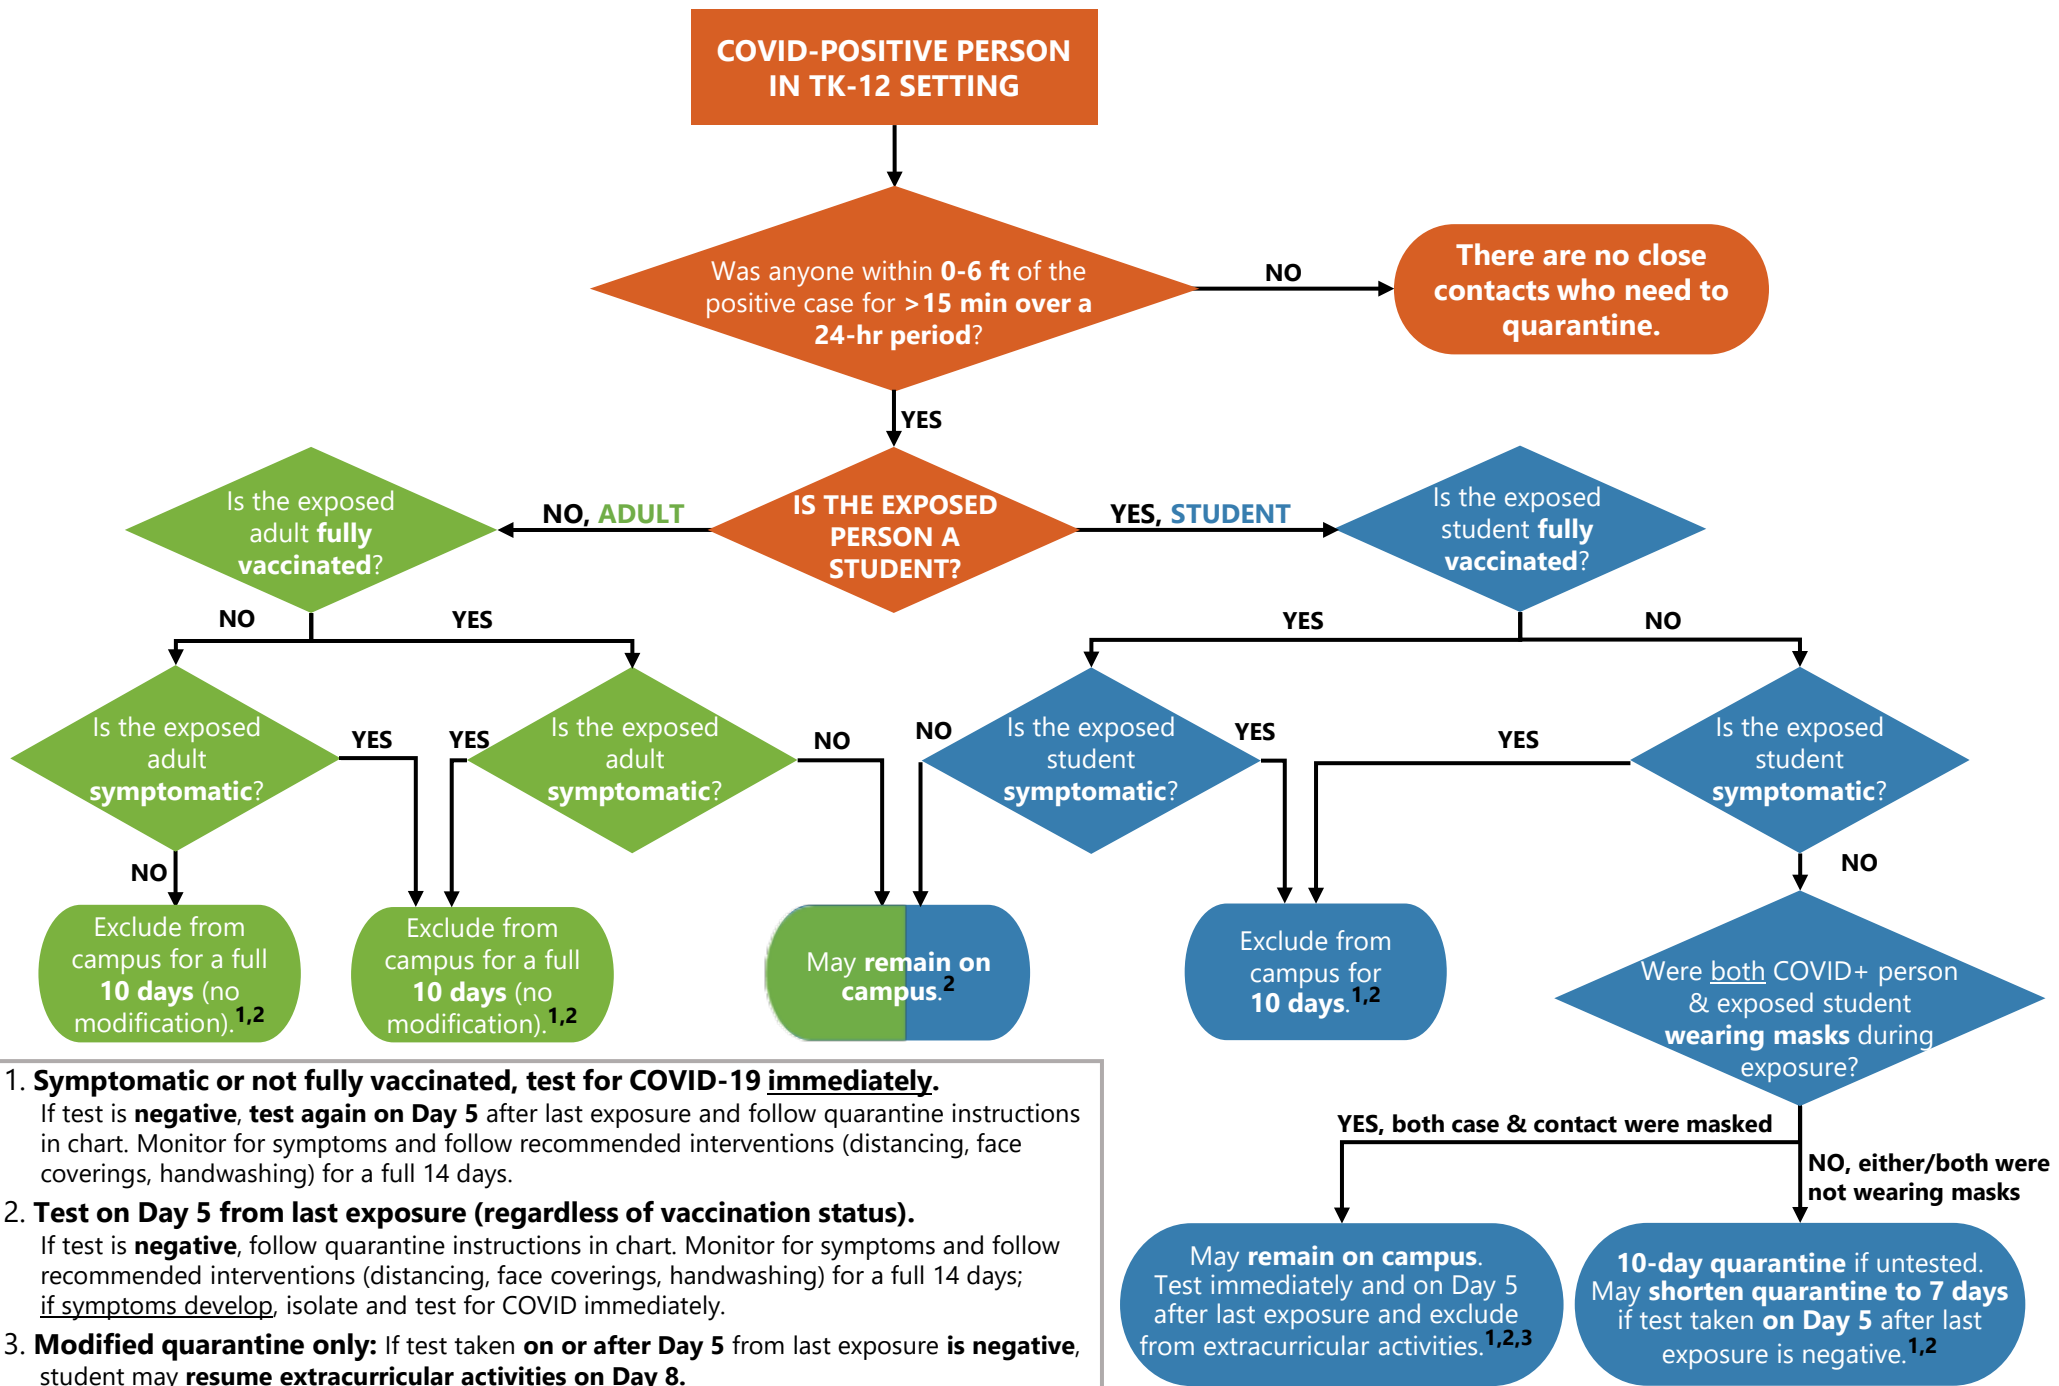 COVID-POSITIVE PERSON
IN TK-12 SETTING
Was anyone within 0-6 ft of the
positive case for >15 min over a
24-hr period?
NO
There are no close
contacts who need to
quarantine.
YES
IS THE EXPOSED
PERSON A
STUDENT?
NO, ADULT
YES, STUDENT
Is the exposed
adult fully
vaccinated?
Is the exposed
student fully
vaccinated?
NO
YES
YES
NO
Is the exposed
adult
symptomatic?
YES
YES
Is the exposed
adult
symptomatic?
NO
NO
Is the exposed
student
symptomatic?
YES
YES
Is the exposed
student
symptomatic?
NO
NO
Exclude from
campus for a full
10 days (no
modification).1,2
Exclude from
campus for a full
10 days (no
modification).1,2
May remain on
campus.2
Exclude from
campus for
10 days.1,2
Were both COVID+ person
& exposed student
wearing masks during
exposure?
YES, both case & contact were masked
NO, either/both were
not wearing masks
May remain on campus.
Test immediately and on Day 5
after last exposure and exclude
from extracurricular activities.1,2,3
10-day quarantine if untested.
May shorten quarantine to 7 days
if test taken on Day 5 after last
exposure is negative.1,2
1. Symptomatic or not fully vaccinated, test for COVID-19 immediately.
If test is negative, test again on Day 5 after last exposure and follow quarantine instructions
in chart. Monitor for symptoms and follow recommended interventions (distancing, face
coverings, handwashing) for a full 14 days.
2. Test on Day 5 from last exposure (regardless of vaccination status).
If test is negative, follow quarantine instructions in chart. Monitor for symptoms and follow
recommended interventions (distancing, face coverings, handwashing) for a full 14 days;
if symptoms develop, isolate and test for COVID immediately.
3. Modified quarantine only: If test taken on or after Day 5 from last exposure is negative,
student may resume extracurricular activities on Day 8.